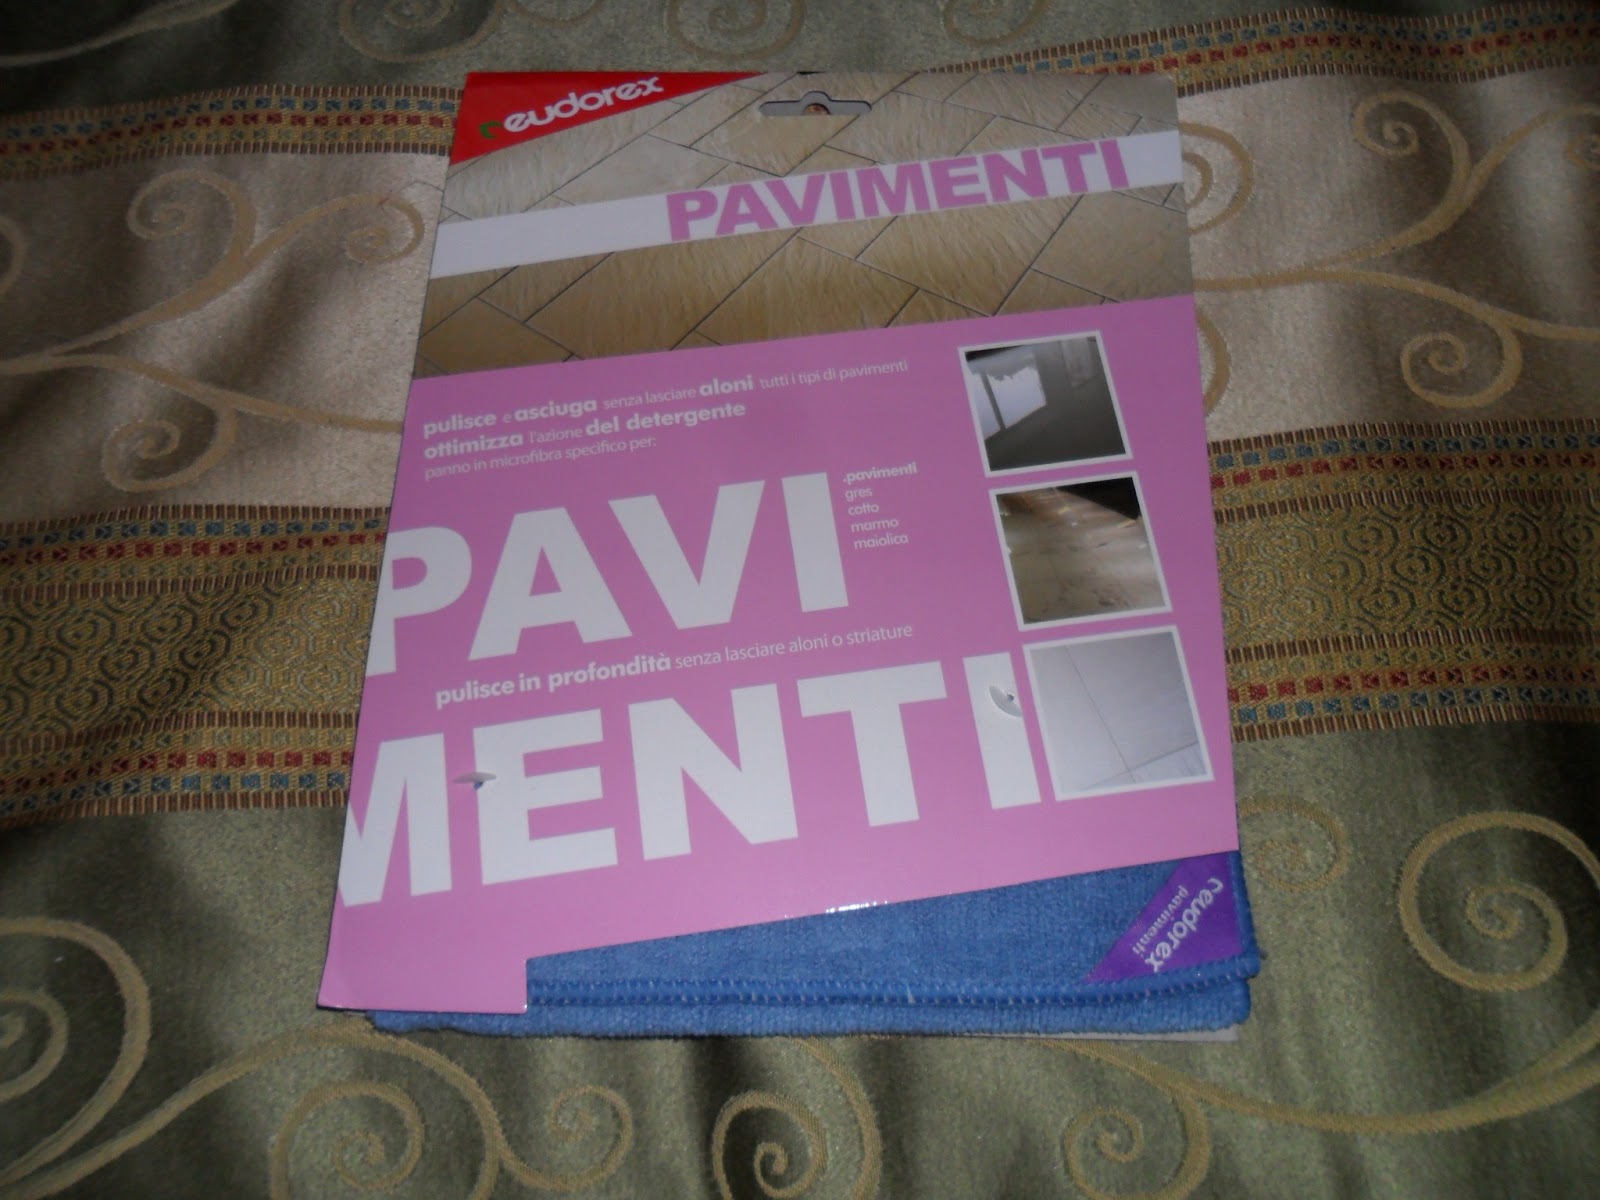 eudorex
PAVIMENTI
pulisce e asciuga senza lasciare aloni tutti i tipi di pavimenti
ottimizza l'azione del detergente
panno in microfibra specifico per:
PAVI
.pavimenti
gres
cotto
marmo
maiolica
pulisce in profondità senza lasciare aloni o striature
MENTI
eudorex
pavimenti